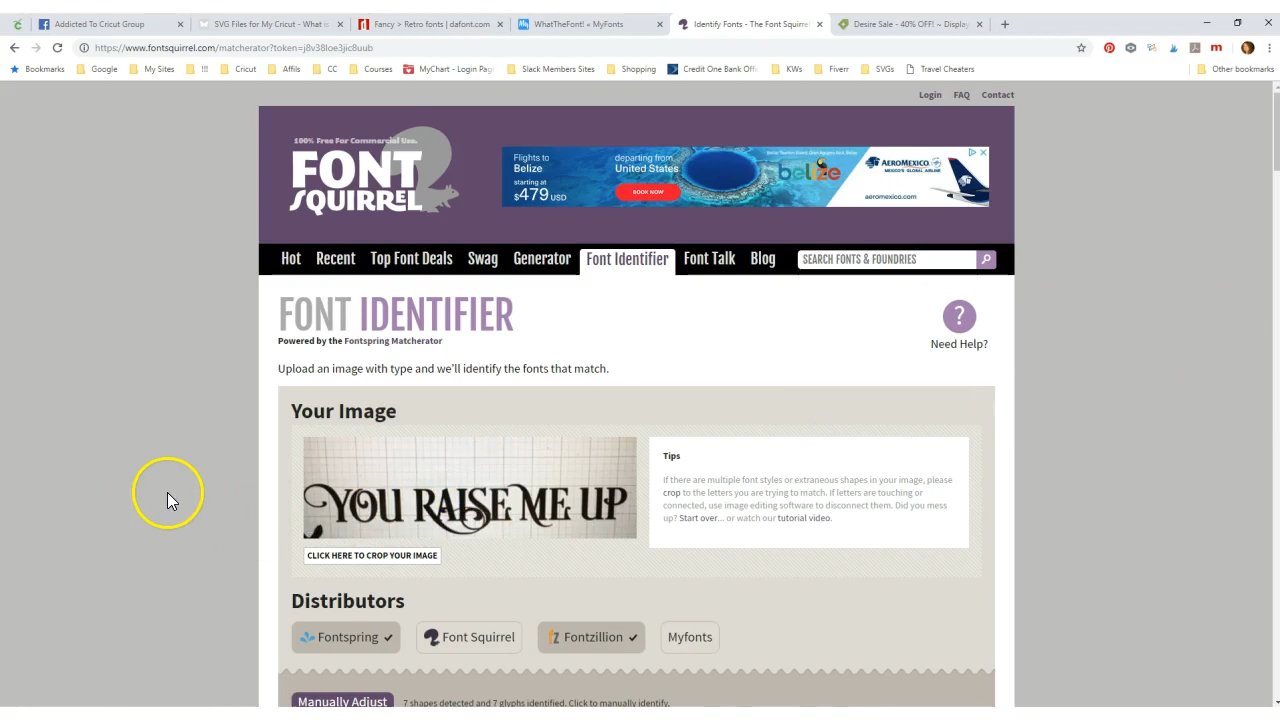 Addicted To Cricut Group
SVG Files for My Cricut - What is
Fancy > Retro fonts | dafont.com
WhatTheFont! « MyFonts
Identify Fonts - The Font Squirrel
Desire Sale - 40% OFF! ~ Display
https://www.fontsquirrel.com/matcherator?token=j8v38loe3jic8uub
Bookmarks
Google
My Sites
!!!
Cricut
Affils
CC
Courses
MyChart - Login Pag
Slack Members Sites
Shopping
Credit One Bank Offi
KWs
Fiverr
SVGs
Travel Cheaters
Other bookmarks
Login FAQ Contact
100% Free For Commercial Use.
FONT
SQUIRREL
Flights to
Belize
starting at
$479 USD
departing from
United States
BOOK NOW
belize
AEROMEXICO
MEXICO'S GLOBAL AIRLINE
aeromexico.com
Hot Recent Top Font Deals Swag Generator Font Identifier Font Talk Blog SEARCH FONTS & FOUNDRIES
FONT IDENTIFIER
Powered by the Fontspring Matcherator
?
Need Help?
Upload an image with type and we'll identify the fonts that match.
Your Image
YOU RAISE ME UP
CLICK HERE TO CROP YOUR IMAGE
Tips
If there are multiple font styles or extraneous shapes in your image, please
crop to the letters you are trying to match. If letters are touching or
connected, use image editing software to disconnect them. Did you mess
up? Start over... or watch our tutorial video.
Distributors
Fontspring
Font Squirrel
Fontzillion
Myfonts
Manually Adjust 7 shapes detected and 7 glyphs identified. Click to manually identify.